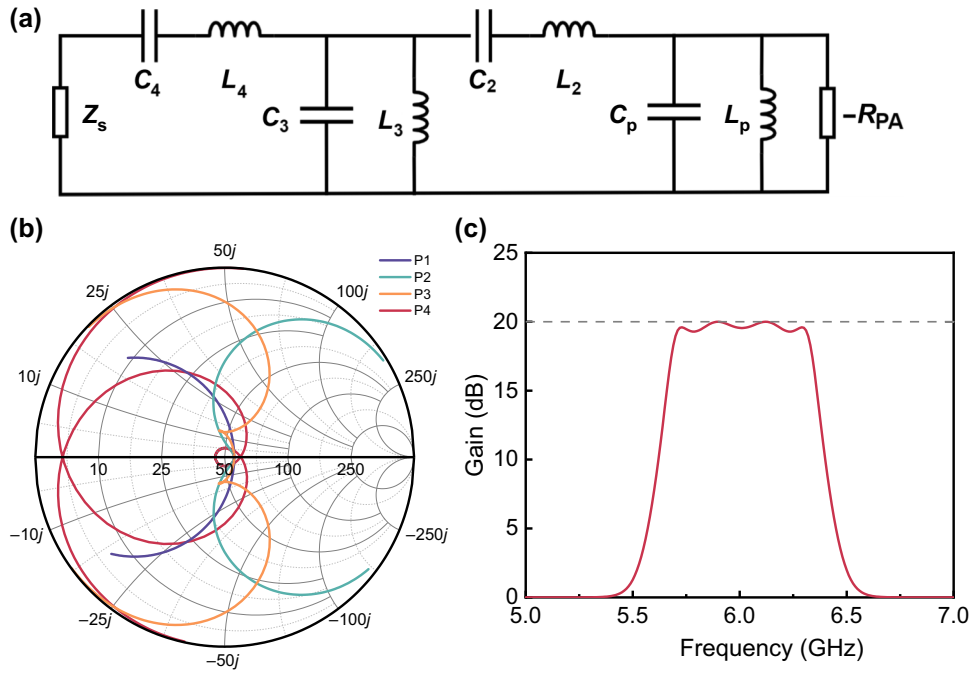 (a)
C4 L4 C2 L2
Zs C3 L3 Cp Lp –RPA
(b)
50j
25j 100j
10j 250j
10 25 50 100 250
–10j –250j
–25j –100j
–50j
P1
P2
P3
P4
(c)
Gain (dB)
25
20
15
10
5
0
5.0 5.5 6.0 6.5 7.0
Frequency (GHz)